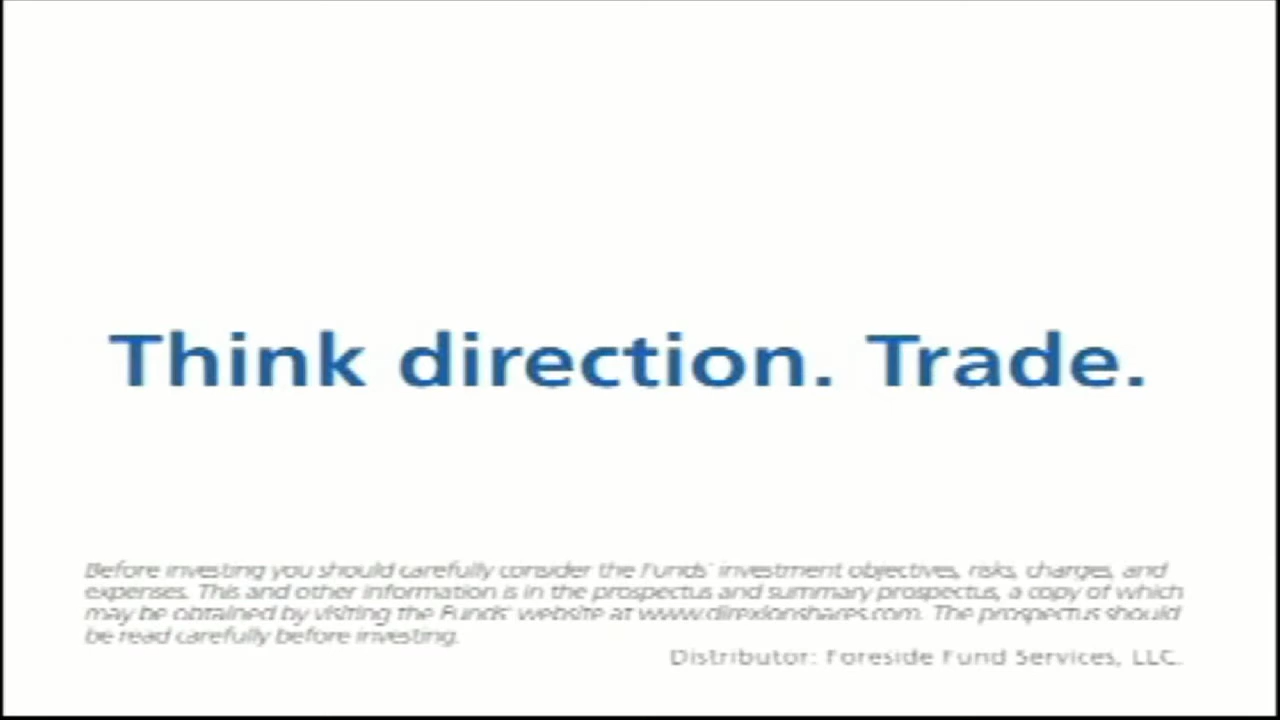 Think direction. Trade.
Before investing you should carefully consider the Funds' investment objectives, risks, charges, and
expenses. This and other information is in the prospectus and summary prospectus, a copy of which
may be obtained by visiting the Funds' website at www.direxionshares.com. The prospectus should
be read carefully before investing.
Distributor: Foreside Fund Services, LLC.